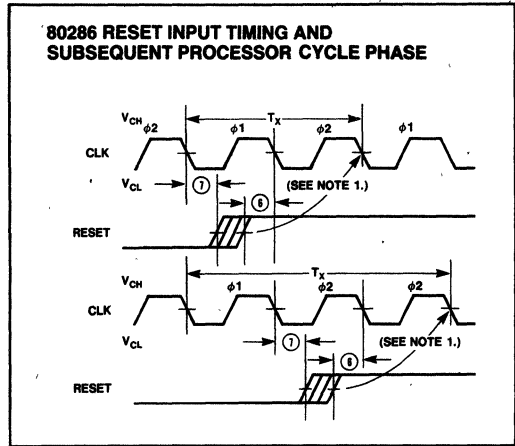 80286 RESET INPUT TIMING AND
SUBSEQUENT PROCESSOR CYCLE PHASE
VCH φ2 φ1 TX φ2 φ1
CLK
VCL 7 6 (SEE NOTE 1.)
RESET
VCH φ1 TX φ2 φ2
CLK
VCL 7 6 (SEE NOTE 1.)
RESET